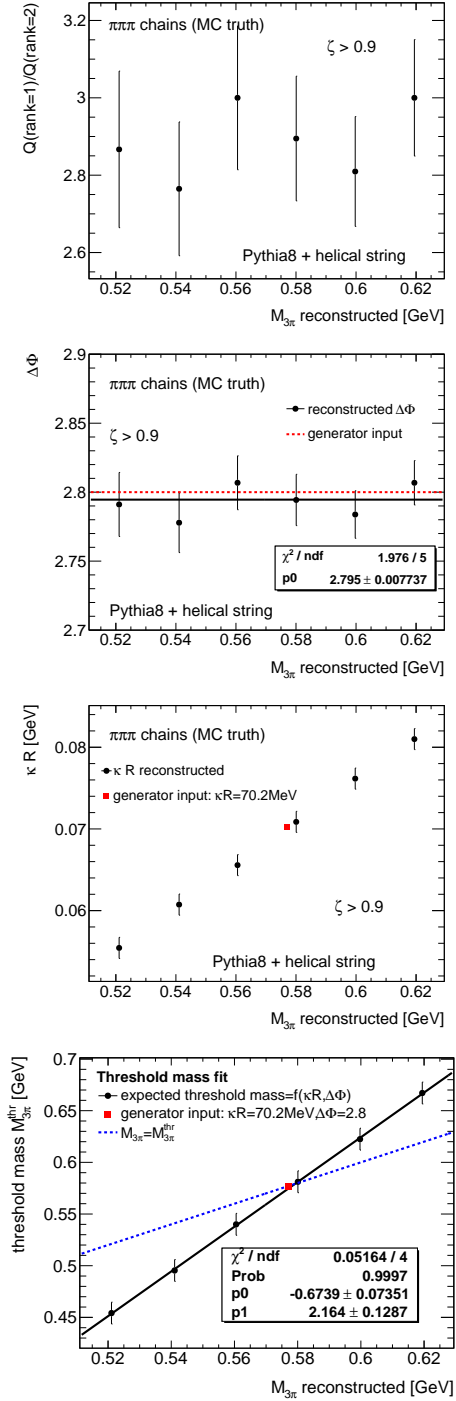 πππ chains (MC truth)
ζ > 0.9
Q(rank=1)/Q(rank=2)
3.2
3
2.8
2.6
Pythia8 + helical string
0.52 0.54 0.56 0.58 0.6 0.62
M3π reconstructed [GeV]
ΔΦ
2.9
2.85
2.8
2.75
2.7
πππ chains (MC truth)
reconstructed ΔΦ
generator input
ζ > 0.9
χ² / ndf 1.976 / 5
p0 2.795 ± 0.007737
Pythia8 + helical string
0.52 0.54 0.56 0.58 0.6 0.62
M3π reconstructed [GeV]
κ R [GeV]
0.08
0.07
0.06
πππ chains (MC truth)
κ R reconstructed
generator input: κR=70.2MeV
ζ > 0.9
Pythia8 + helical string
0.52 0.54 0.56 0.58 0.6 0.62
M3π reconstructed [GeV]
threshold mass M3π^thr [GeV]
0.7
0.65
0.6
0.55
0.5
0.45
Threshold mass fit
expected threshold mass=f(κR,ΔΦ)
generator input: κR=70.2MeVΔΦ=2.8
M3π=M3π^thr
χ² / ndf 0.05164 / 4
Prob 0.9997
p0 -0.6739 ± 0.07351
p1 2.164 ± 0.1287
0.52 0.54 0.56 0.58 0.6 0.62
M3π reconstructed [GeV]